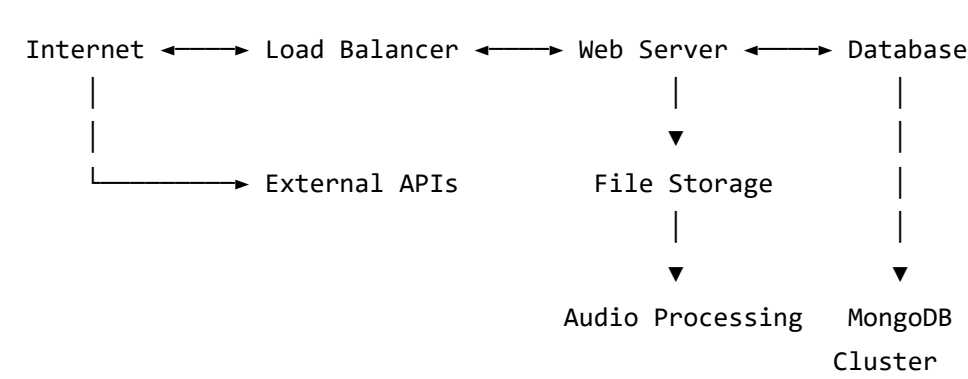 Internet ◄────► Load Balancer ◄────► Web Server ◄────► Database
External APIs File Storage
Audio Processing MongoDB
Cluster